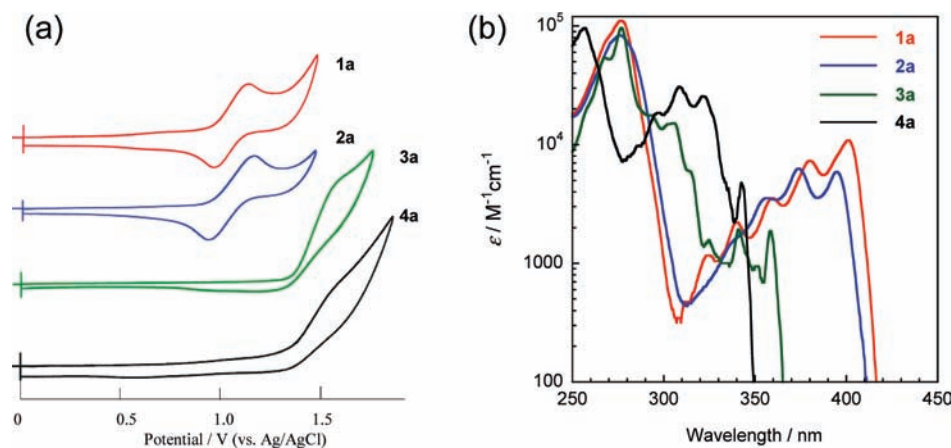 (a)
1a
2a
3a
4a
0
0.5
1.0
1.5
Potential / V (vs. Ag/AgCl)
(b)
10⁵
10⁴
1000
100
ε / M⁻¹cm⁻¹
1a
2a
3a
4a
250
300
350
400
450
Wavelength / nm